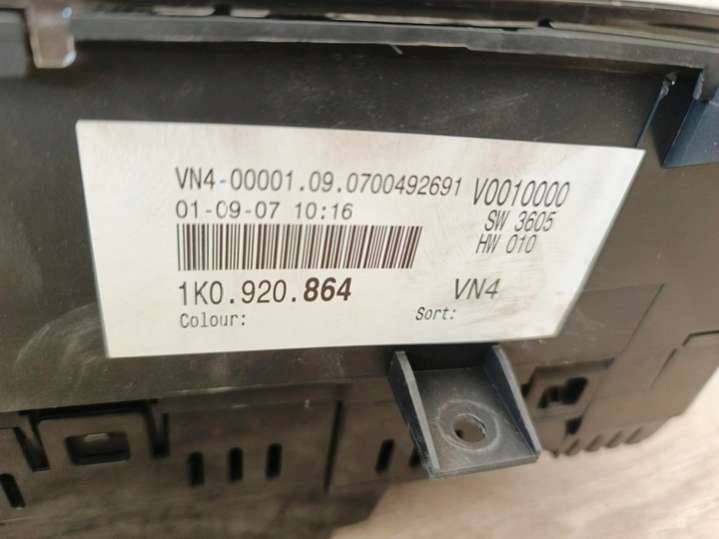 VN4-00001.09.0700492691 V0010000
01-09-07 10:16 SW 3605
HW 010
1K0.920.864 VN4
Colour: Sort: